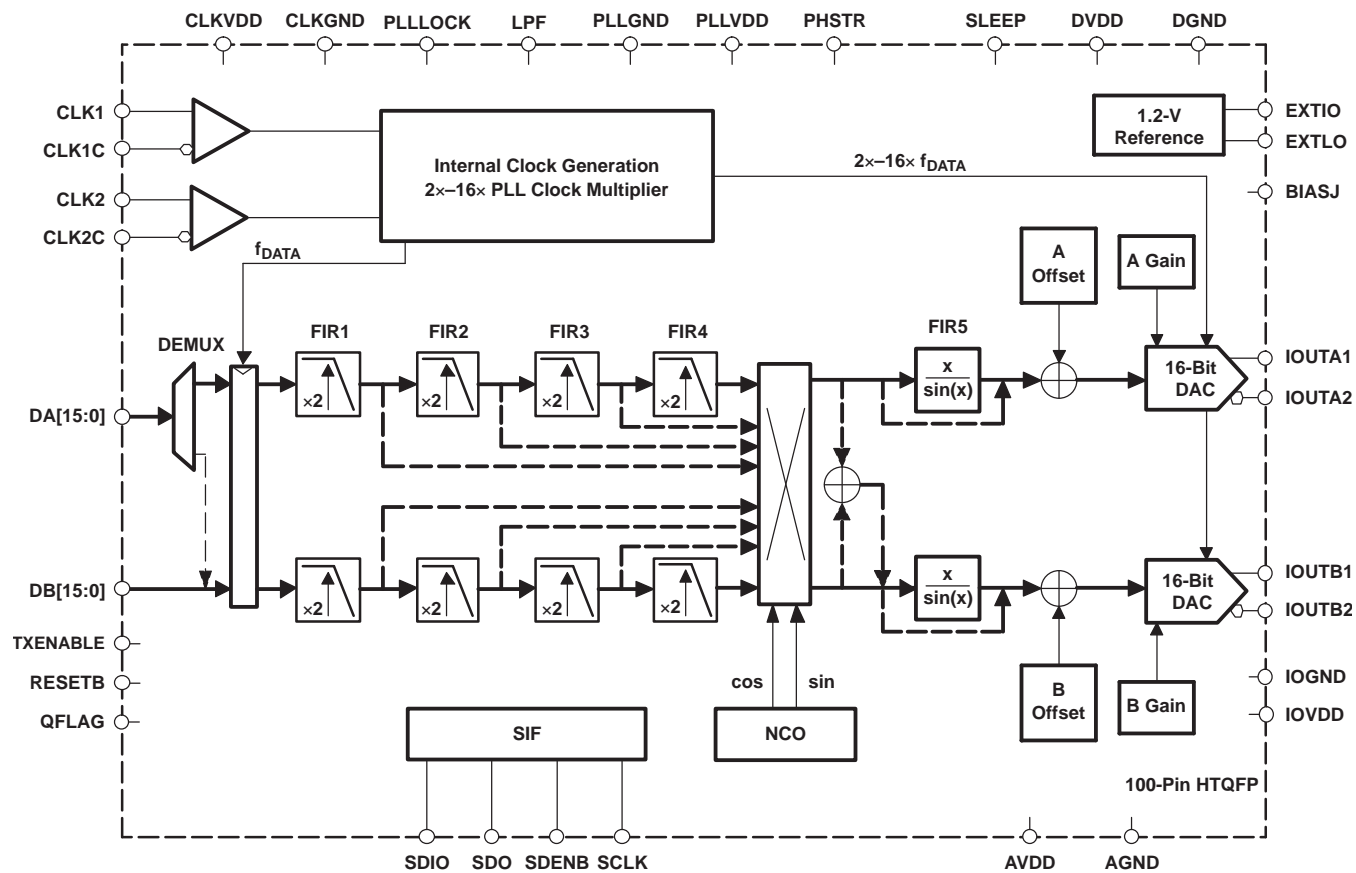 CLKVDD CLKGND PLLLOCK LPF PLLGND PLLVDD PHSTR SLEEP DVDD DGND
CLK1
CLK1C
CLK2
CLK2C
Internal Clock Generation
2×–16× PLL Clock Multiplier
2×–16× fDATA
fDATA
1.2-V
Reference
EXTIO
EXTLO
BIASJ
A
Offset
A Gain
DEMUX
FIR1 FIR2 FIR3 FIR4 FIR5
×2 ×2 ×2 ×2
x
sin(x)
16-Bit
DAC
IOUTA1
IOUTA2
DA[15:0]
DB[15:0]
×2 ×2 ×2 ×2
x
sin(x)
16-Bit
DAC
IOUTB1
IOUTB2
TXENABLE
RESETB
QFLAG
cos sin
SIF
NCO
B
Offset
B Gain
IOGND
IOVDD
100-Pin HTQFP
SDIO SDO SDENB SCLK AVDD AGND